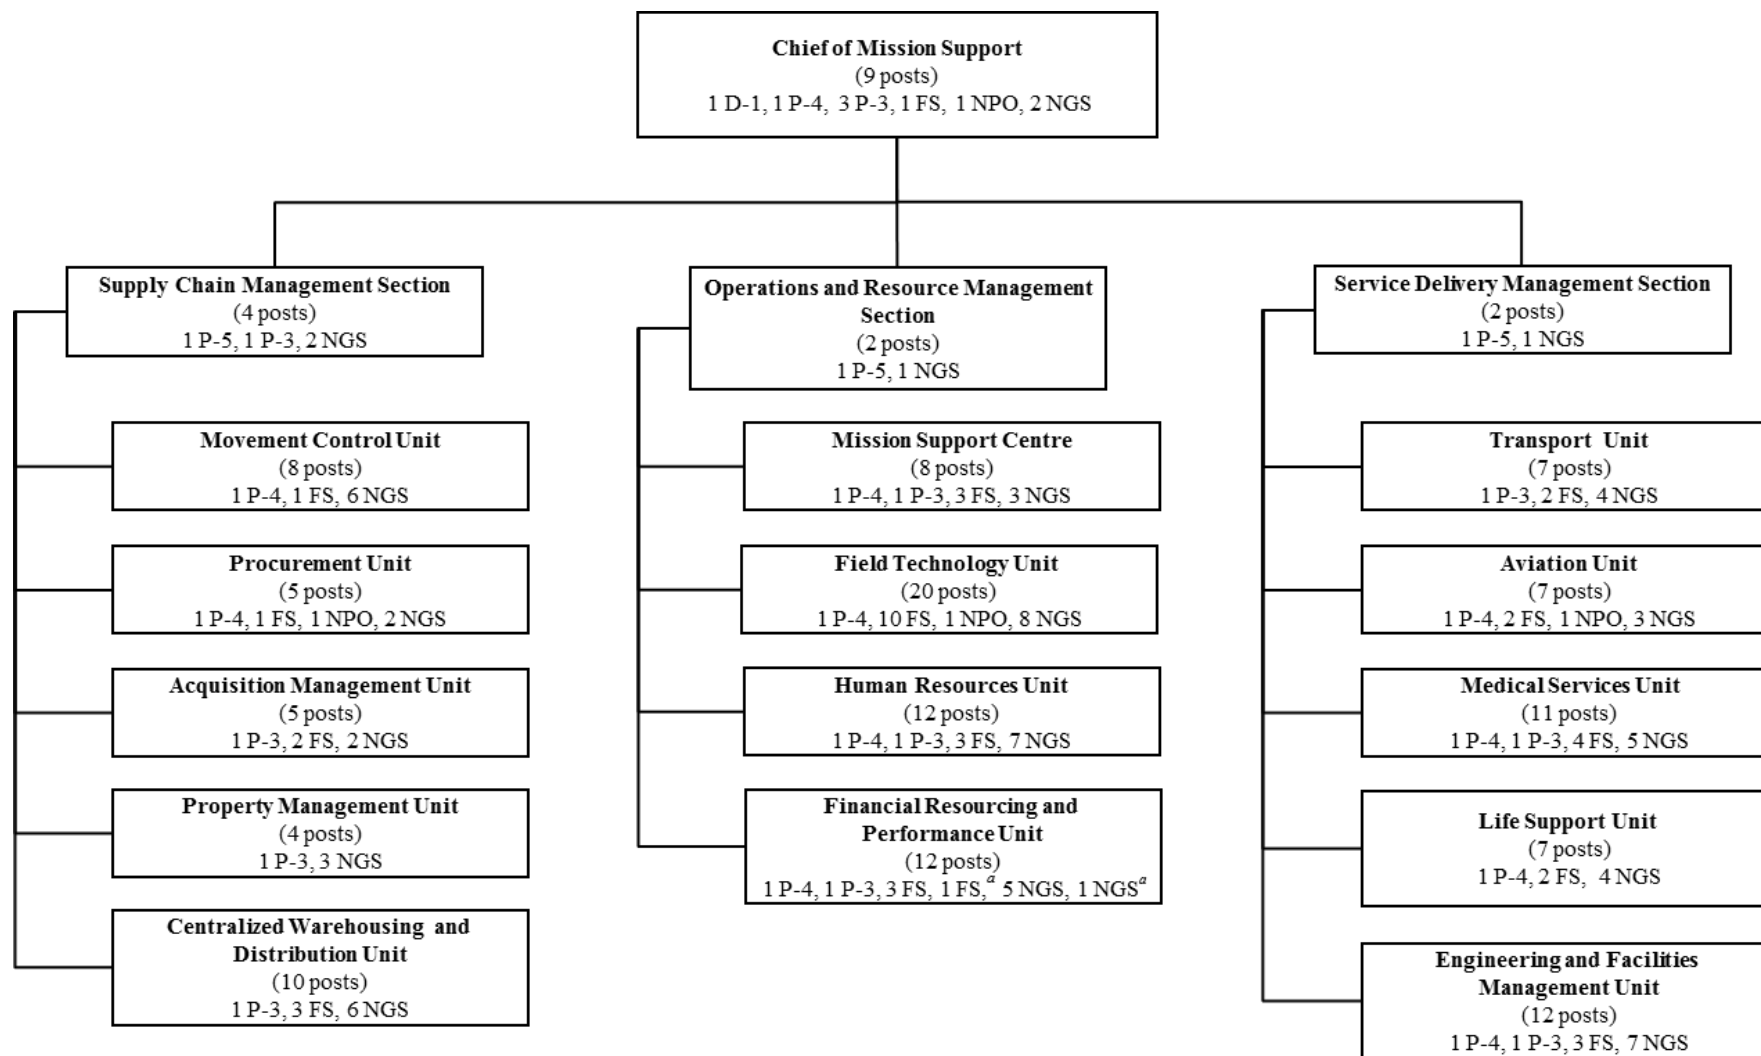 Chief of Mission Support
(9 posts)
1 D-1, 1 P-4, 3 P-3, 1 FS, 1 NPO, 2 NGS
Supply Chain Management Section
(4 posts)
1 P-5, 1 P-3, 2 NGS
Movement Control Unit
(8 posts)
1 P-4, 1 FS, 6 NGS
Procurement Unit
(5 posts)
1 P-4, 1 FS, 1 NPO, 2 NGS
Acquisition Management Unit
(5 posts)
1 P-3, 2 FS, 2 NGS
Property Management Unit
(4 posts)
1 P-3, 3 NGS
Centralized Warehousing and
Distribution Unit
(10 posts)
1 P-3, 3 FS, 6 NGS
Operations and Resource Management
Section
(2 posts)
1 P-5, 1 NGS
Mission Support Centre
(8 posts)
1 P-4, 1 P-3, 3 FS, 3 NGS
Field Technology Unit
(20 posts)
1 P-4, 10 FS, 1 NPO, 8 NGS
Human Resources Unit
(12 posts)
1 P-4, 1 P-3, 3 FS, 7 NGS
Financial Resourcing and
Performance Unit
(12 posts)
1 P-4, 1 P-3, 3 FS, 1 FS,a 5 NGS, 1 NGSa
Service Delivery Management Section
(2 posts)
1 P-5, 1 NGS
Transport Unit
(7 posts)
1 P-3, 2 FS, 4 NGS
Aviation Unit
(7 posts)
1 P-4, 2 FS, 1 NPO, 3 NGS
Medical Services Unit
(11 posts)
1 P-4, 1 P-3, 4 FS, 5 NGS
Life Support Unit
(7 posts)
1 P-4, 2 FS, 4 NGS
Engineering and Facilities
Management Unit
(12 posts)
1 P-4, 1 P-3, 3 FS, 7 NGS